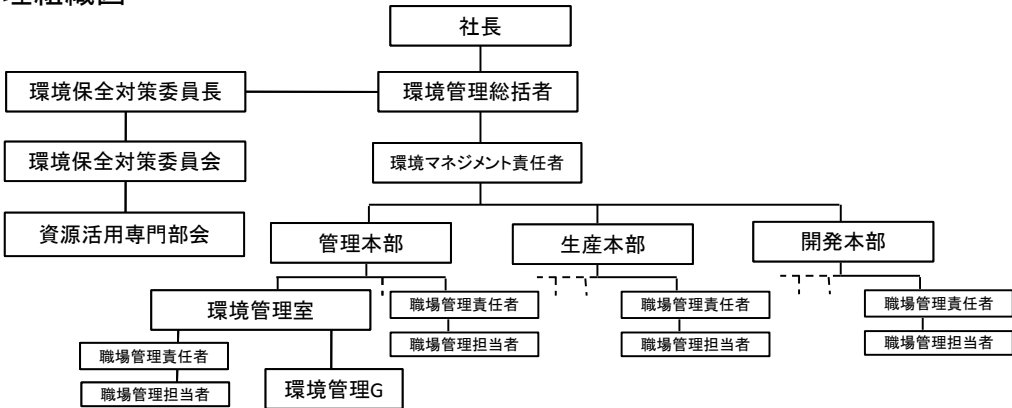 社長
環境保全対策委員長
環境管理総括者
環境保全対策委員会
環境マネジメント責任者
資源活用専門部会
管理本部
生産本部
開発本部
環境管理室
職場管理責任者
職場管理責任者
職場管理責任者
職場管理担当者
職場管理担当者
職場管理担当者
職場管理責任者
職場管理担当者
環境管理G